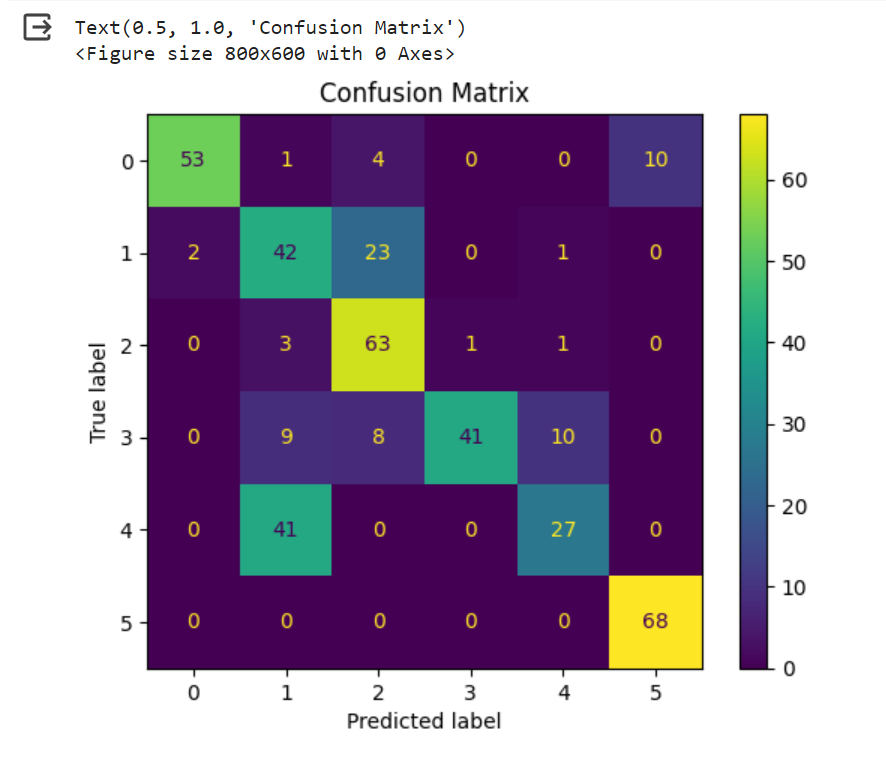 Text(0.5, 1.0, 'Confusion Matrix')
<Figure size 800x600 with 0 Axes>
Confusion Matrix
0 53 1 4 0 0 10
1 2 42 23 0 1 0
2 0 3 63 1 1 0
3 0 9 8 41 10 0
4 0 41 0 0 27 0
5 0 0 0 0 0 68
0 1 2 3 4 5
Predicted label
True label
60
50
40
30
20
10
0